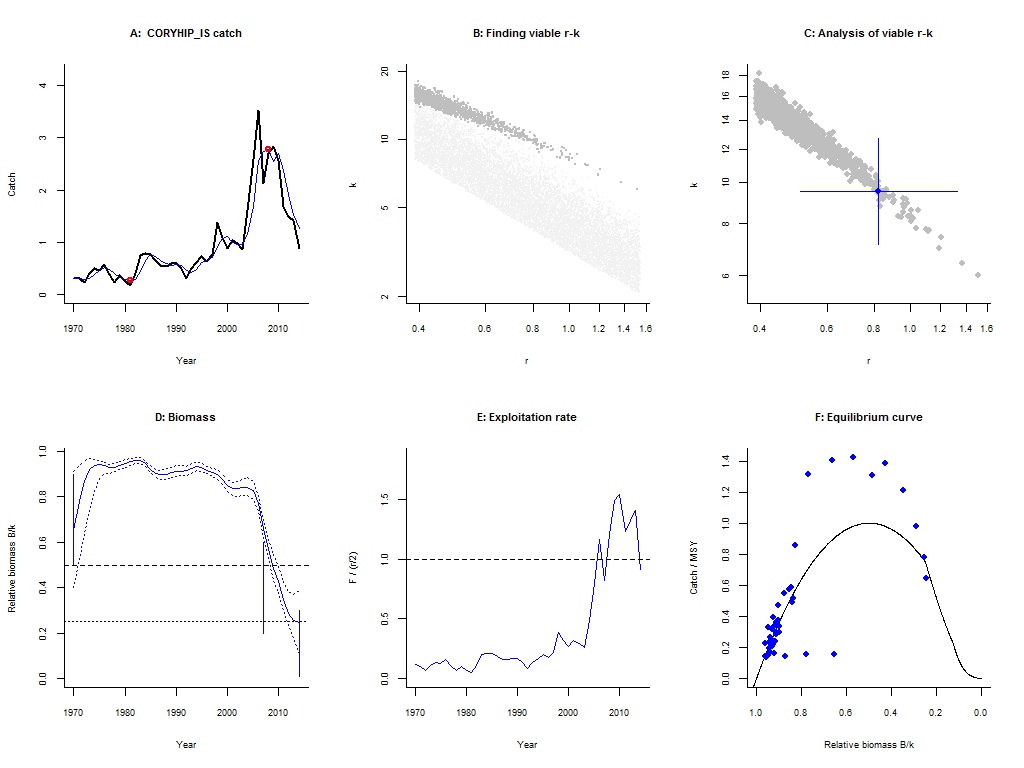 A:  CORYHIP_IS catch
Catch
4
3
2
1
0
1970 1980 1990 2000 2010
Year
B: Finding viable r-k
k
20
10
5
2
0.4 0.6 0.8 1.0 1.2 1.4 1.6
r
C: Analysis of viable r-k
k
18
16
14
12
10
8
6
0.4 0.6 0.8 1.0 1.2 1.4 1.6
r
D: Biomass
Relative biomass B/k
1.0
0.8
0.6
0.4
0.2
0.0
1970 1980 1990 2000 2010
Year
E: Exploitation rate
F / (r/2)
1.5
1.0
0.5
0.0
1970 1980 1990 2000 2010
Year
F: Equilibrium curve
Catch / MSY
1.4
1.2
1.0
0.8
0.6
0.4
0.2
0.0
1.0 0.8 0.6 0.4 0.2 0.0
Relative biomass B/k